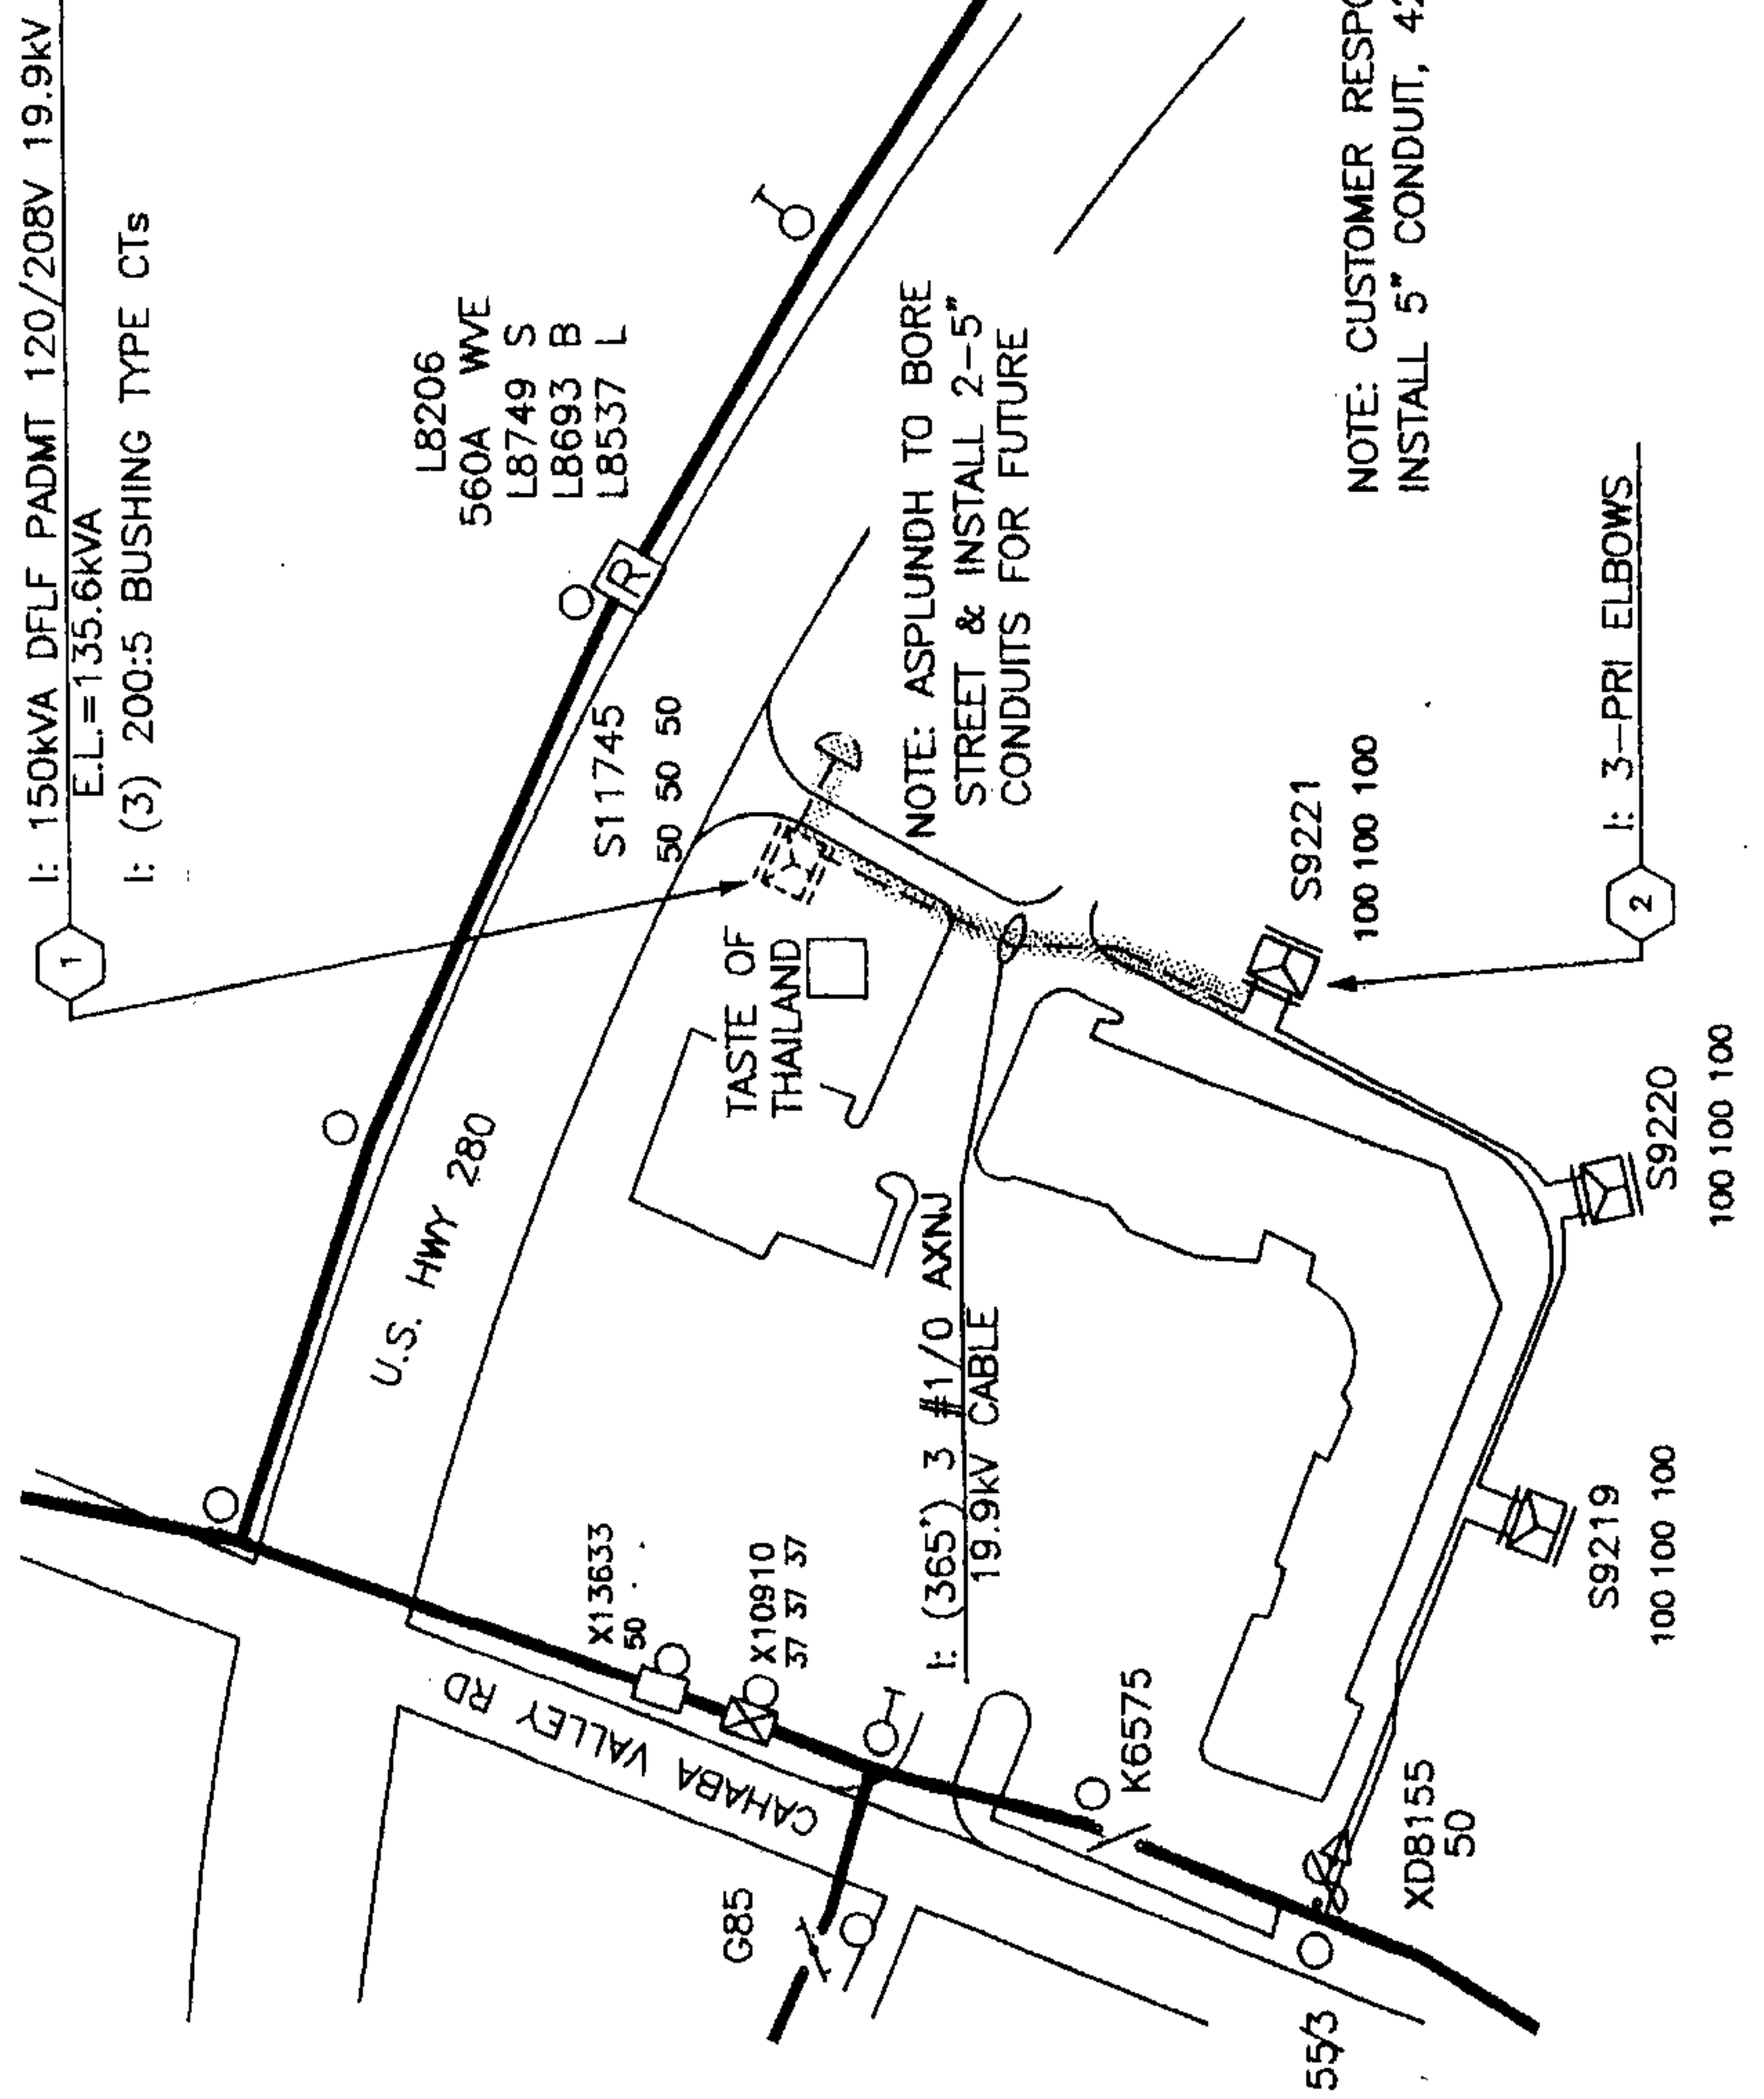 I: 150kVA DFLF PADMT 120/208V 19.9kV
E.L.=135.6kVA
I: (3) 200:5 BUSHING TYPE CTs
1
L8206
560A WVE
L8749 S
L8693 B
L8537 L
R
S11745
50 50 50
U.S. HWY 280
TASTE OF
THAILAND
NOTE: ASPLUNDH TO BORE
STREET & INSTALL 2-5"
CONDUITS FOR FUTURE
X13633
50
X10910
37 37 37
CAHABA VALLEY RD
I: (365') 3 #1/0 AXNJ
19.9kV CABLE
G85
K6575
S9221
100 100 100
NOTE: CUSTOMER
INSTALL 5" CONDUIT,
I: 3-PRI ELBOWS
2
XD8155
50
55/3
S9219
100 100 100
S9220
100 100 100